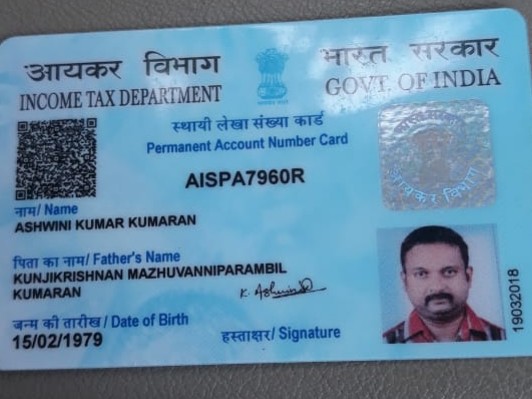 आयकर विभाग
INCOME TAX DEPARTMENT
भारत सरकार
GOVT. OF INDIA
स्थायी लेखा संख्या कार्ड
Permanent Account Number Card
AISPA7960R
नाम/ Name
ASHWINI KUMAR KUMARAN
पिता का नाम/ Father's Name
KUNJIKRISHNAN MAZHUVANNIPARAMBIL
KUMARAN
जन्म की तारीख / Date of Birth
15/02/1979
K. Ashwini
हस्ताक्षर/ Signature
19032018
आयकर विभाग